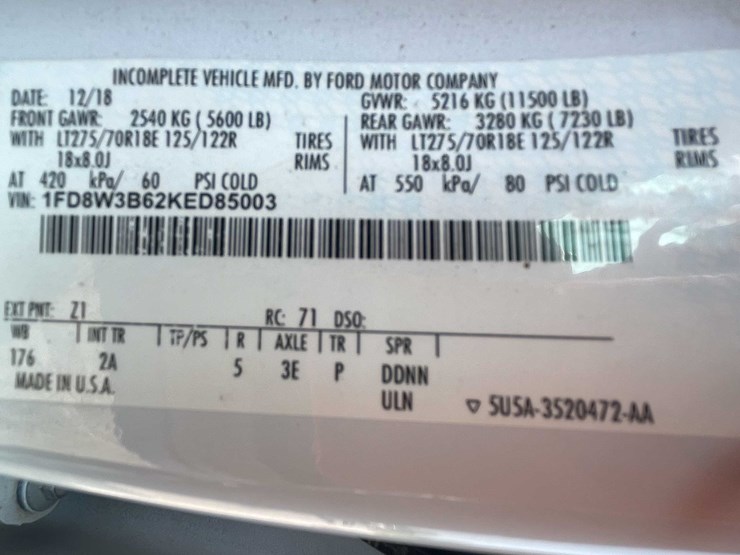 INCOMPLETE VEHICLE MFD. BY FORD MOTOR COMPANY
DATE: 12/18 GVWR: 5216 KG (11500 LB)
FRONT GAWR: 2540 KG ( 5600 LB) REAR GAWR: 3280 KG ( 7230 LB)
WITH LT275/70R18E 125/122R TIRES WITH LT275/70R18E 125/122R TIRES
18x8.0J RIMS 18x8.0J RIMS
AT 420 kPa/ 60 PSI COLD AT 550 kPa/ 80 PSI COLD
VIN: 1FD8W3B62KED85003
EXT PNT: Z1 RC: 71 DSO:
WB INT TR TP/PS R AXLE TR SPR
176 2A 5 3E P DDNN
MADE IN U.S.A. ULN ▽ 5U5A-3520472-AA